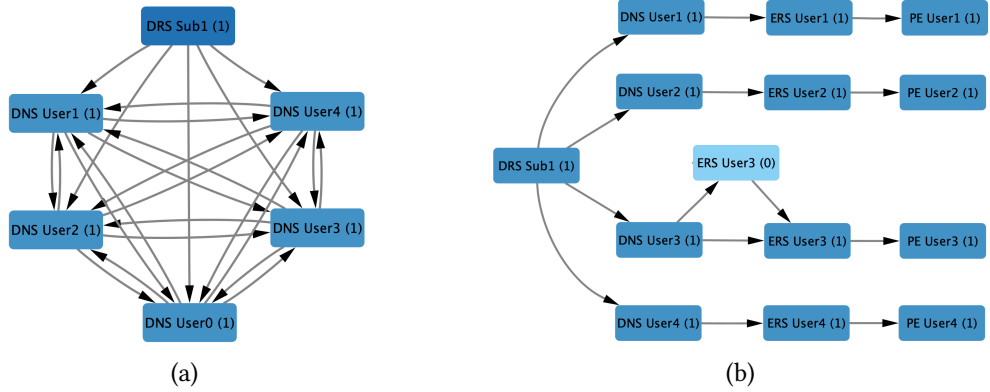 DRS Sub1 (1)
DNS User1 (1)
DNS User4 (1)
DNS User2 (1)
DNS User3 (1)
DNS User0 (1)
(a)
DNS User1 (1)
ERS User1 (1)
PE User1 (1)
DNS User2 (1)
ERS User2 (1)
PE User2 (1)
DRS Sub1 (1)
ERS User3 (0)
DNS User3 (1)
ERS User3 (1)
PE User3 (1)
DNS User4 (1)
ERS User4 (1)
PE User4 (1)
(b)